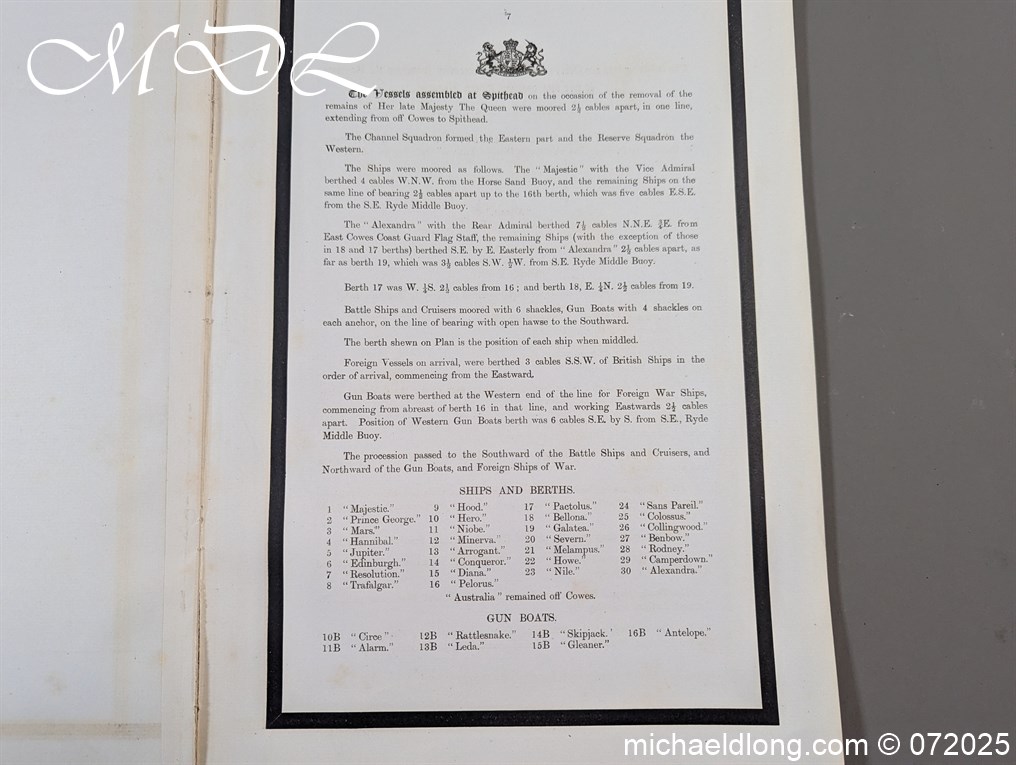 7
MDL
The Vessels assembled at Spithead on the occasion of the removal of the
remains of Her late Majesty The Queen were moored 2½ cables apart, in one line,
extending from off Cowes to Spithead.
The Channel Squadron formed the Eastern part and the Reserve Squadron the
Western.
The Ships were moored as follows. The "Majestic" with the Vice Admiral
berthed 4 cables W.N.W. from the Horse Sand Buoy, and the remaining Ships on the
same line of bearing 2½ cables apart up to the 16th berth, which was five cables E.S.E.
from the S.E. Ryde Middle Buoy.
The "Alexandra" with the Rear Admiral berthed 7½ cables N.N.E. ¾E. from
East Cowes Coast Guard Flag Staff, the remaining Ships (with the exception of those
in 18 and 17 berths) berthed S.E. by E. Easterly from "Alexandra" 2½ cables apart, as
far as berth 19, which was 3½ cables S.W. ½W. from S.E. Ryde Middle Buoy.
Berth 17 was W. S. 2½ cables from 16; and berth 18, E. N. 2½ cables from 19.
Battle Ships and Cruisers moored with 6 shackles, Gun Boats with 4 shackles on
each anchor, on the line of bearing with open hawse to the Southward.
The berth shewn on Plan is the position of each ship when middled.
Foreign Vessels on arrival, were berthed 3 cables S.S.W. of British Ships in the
order of arrival, commencing from the Eastward.
Gun Boats were berthed at the Western end of the line for Foreign War Ships,
commencing from abreast of berth 16 in that line, and working Eastwards 2½ cables
apart. Position of Western Gun Boats berth was 6 cables S.E. by S. from S.E., Ryde
Middle Buoy.
The procession passed to the Southward of the Battle Ships and Cruisers, and
Northward of the Gun Boats, and Foreign Ships of War.
SHIPS AND BERTHS.
1 "Majestic." 9 "Hood." 17 "Pactolus." 24 "Sans Pareil."
2 "Prince George." 10 "Hero." 18 "Bellona." 25 "Colossus."
3 "Mars." 11 "Niobe." 19 "Galatea." 26 "Collingwood."
4 "Hannibal." 12 "Minerva." 20 "Severn." 27 "Benbow."
5 "Jupiter." 13 "Arrogant." 21 "Melampus." 28 "Rodney."
6 "Edinburgh." 14 "Conqueror." 22 "Howe." 29 "Camperdown."
7 "Resolution." 15 "Diana." 23 "Nile." 30 "Alexandra."
8 "Trafalgar." 16 "Pelorus."
"Australia" remained off Cowes.
GUN BOATS.
10B "Circe" 12B "Rattlesnake." 14B "Skipjack.' 16B "Antelope."
11B "Alarm." 13B "Leda." 15B "Gleaner."
michaeldlong.com © 072025